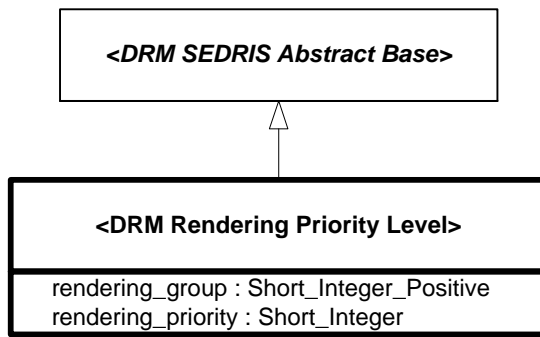 <DRM SEDRIS Abstract Base>
<DRM Rendering Priority Level>
rendering_group : Short_Integer_Positive
rendering_priority : Short_Integer